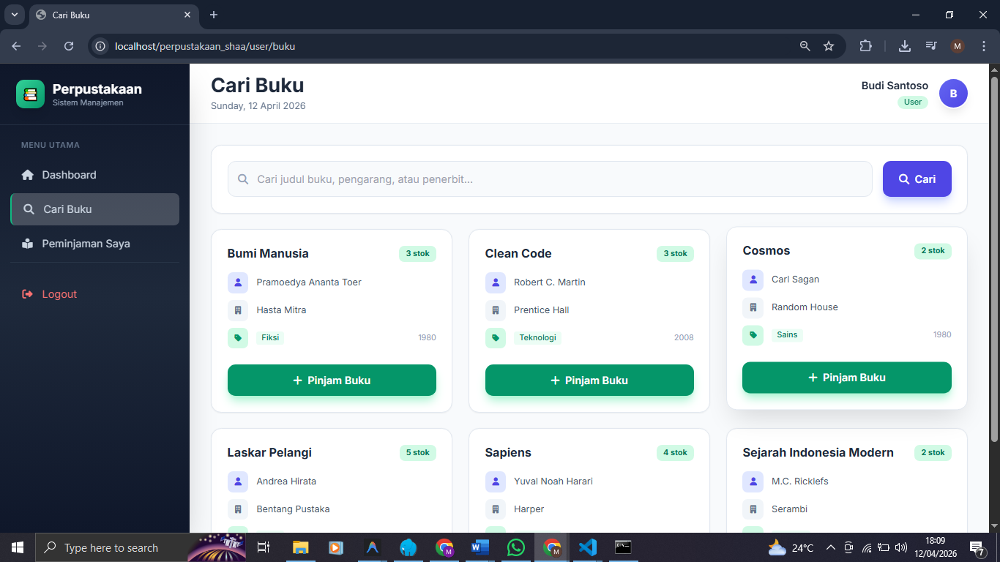 Cari Buku
localhost/perpustakaan_shaa/user/buku
M
Perpustakaan
Sistem Manajemen
MENU UTAMA
Dashboard
Cari Buku
Peminjaman Saya
Logout
Cari Buku
Sunday, 12 April 2026
Budi Santoso
User
B
Cari judul buku, pengarang, atau penerbit...
Cari
Bumi Manusia
3 stok
Pramoedya Ananta Toer
Hasta Mitra
Fiksi
1980
Pinjam Buku
Clean Code
3 stok
Robert C. Martin
Prentice Hall
Teknologi
2008
Pinjam Buku
Cosmos
2 stok
Carl Sagan
Random House
Sains
1980
Pinjam Buku
Laskar Pelangi
5 stok
Andrea Hirata
Bentang Pustaka
Sapiens
4 stok
Yuval Noah Harari
Harper
Sejarah Indonesia Modern
2 stok
M.C. Ricklefs
Serambi
Type here to search
24°C
18:09
12/04/2026
7